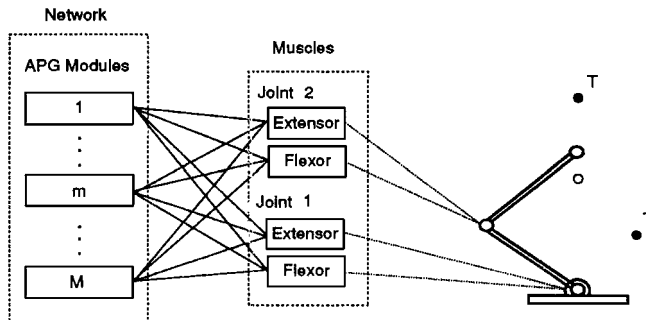 Network
APG Modules
1
m
M
Muscles
Joint 2
Extensor
Flexor
Joint 1
Extensor
Flexor
T